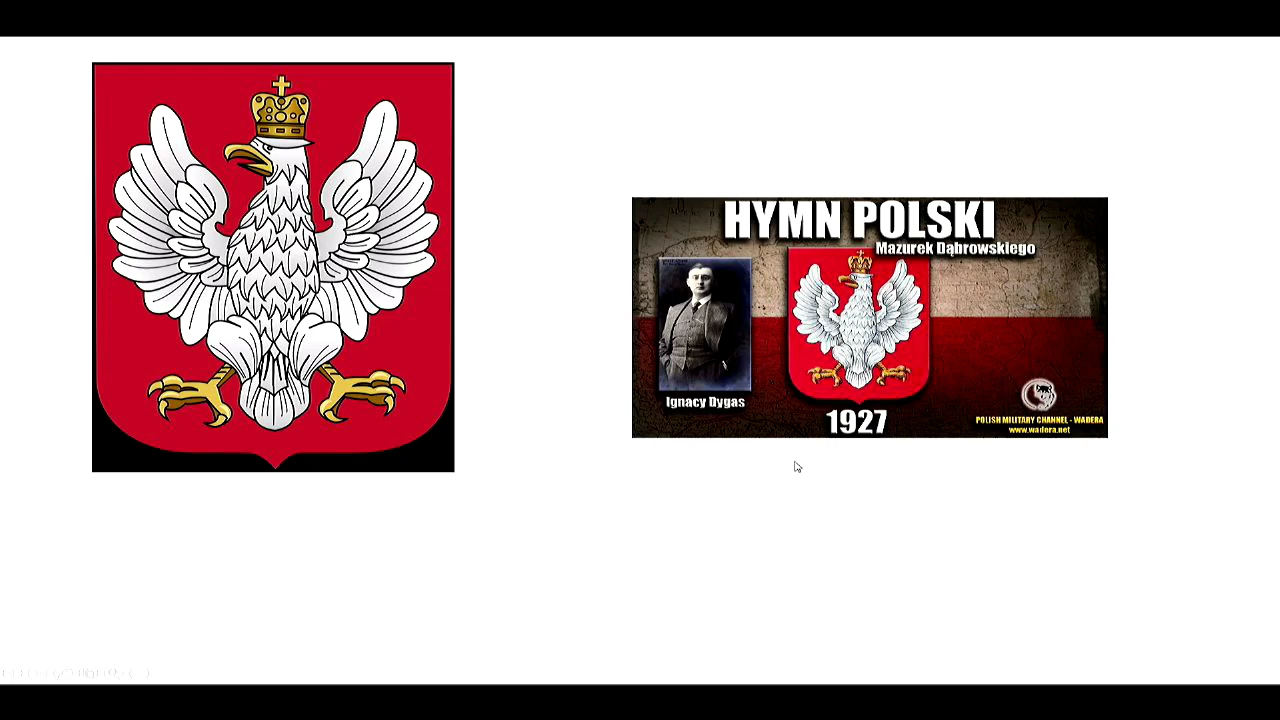 HYMN POLSKI
Mazurek Dąbrowskiego
Ignacy Dygas
1927
POLISH MILITARY CHANNEL - WADERA
www.wadera.net